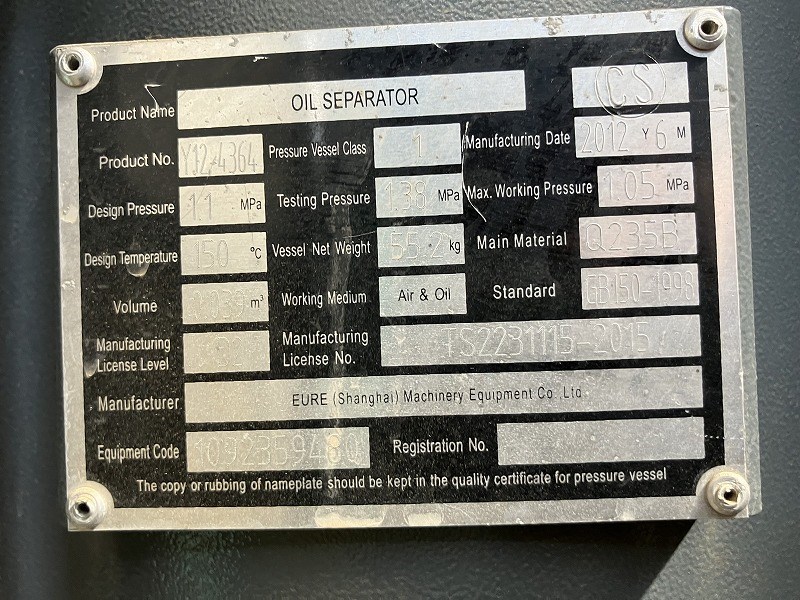 CS
Product Name OIL SEPARATOR
Product No. Y12-4364 Pressure Vessel Class 1 Manufacturing Date 2012 Y 6 M
Design Pressure 1.1 MPa Testing Pressure 1.38 MPa Max. Working Pressure 1.05 MPa
Design Temperature 150 °C Vessel Net Weight 55.2 kg Main Material Q235B
Volume 0.039 m³ Working Medium Air & Oil Standard GB150-1998
Manufacturing License Level Manufacturing License No. TS2231115-2015
Manufacturer EURE (Shanghai) Machinery Equipment Co.,Ltd
Equipment Code Registration No.
The copy or rubbing of nameplate should be kept in the quality certificate for pressure vessel